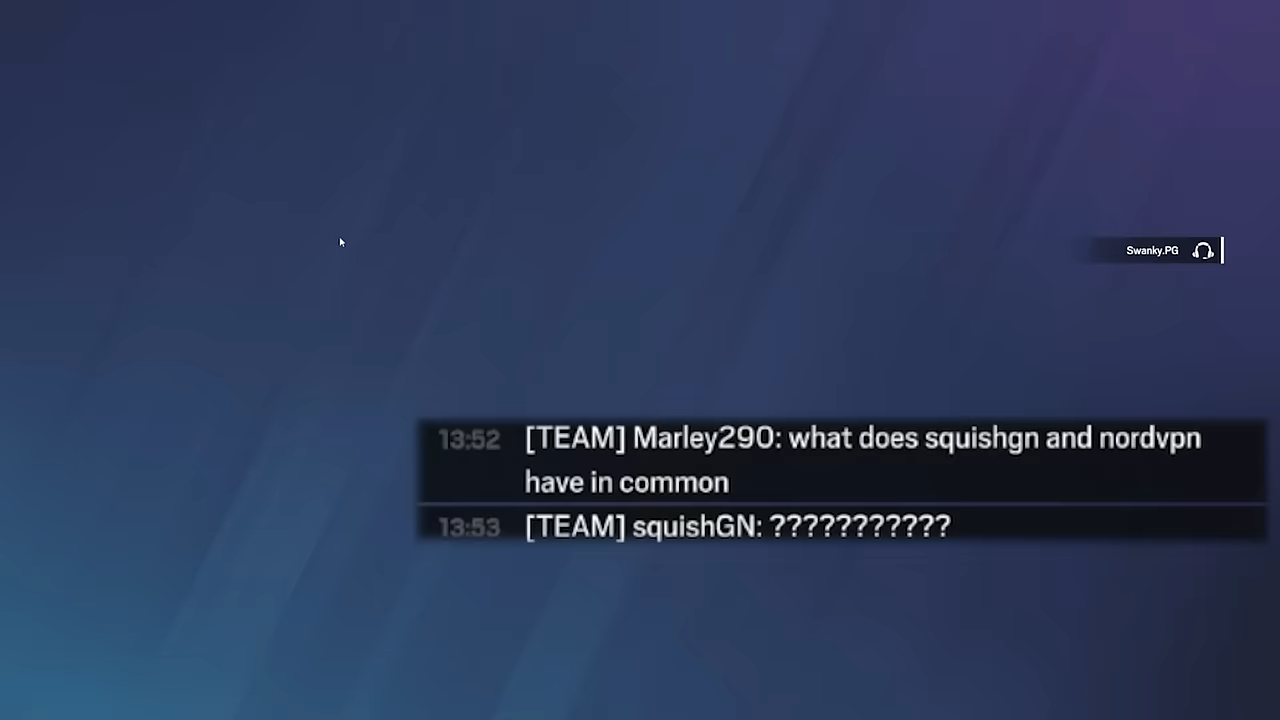 Swanky.PG
13:52 [TEAM] Marley290: what does squishgn and nordvpn
have in common
13:53 [TEAM] squishGN: ???????????